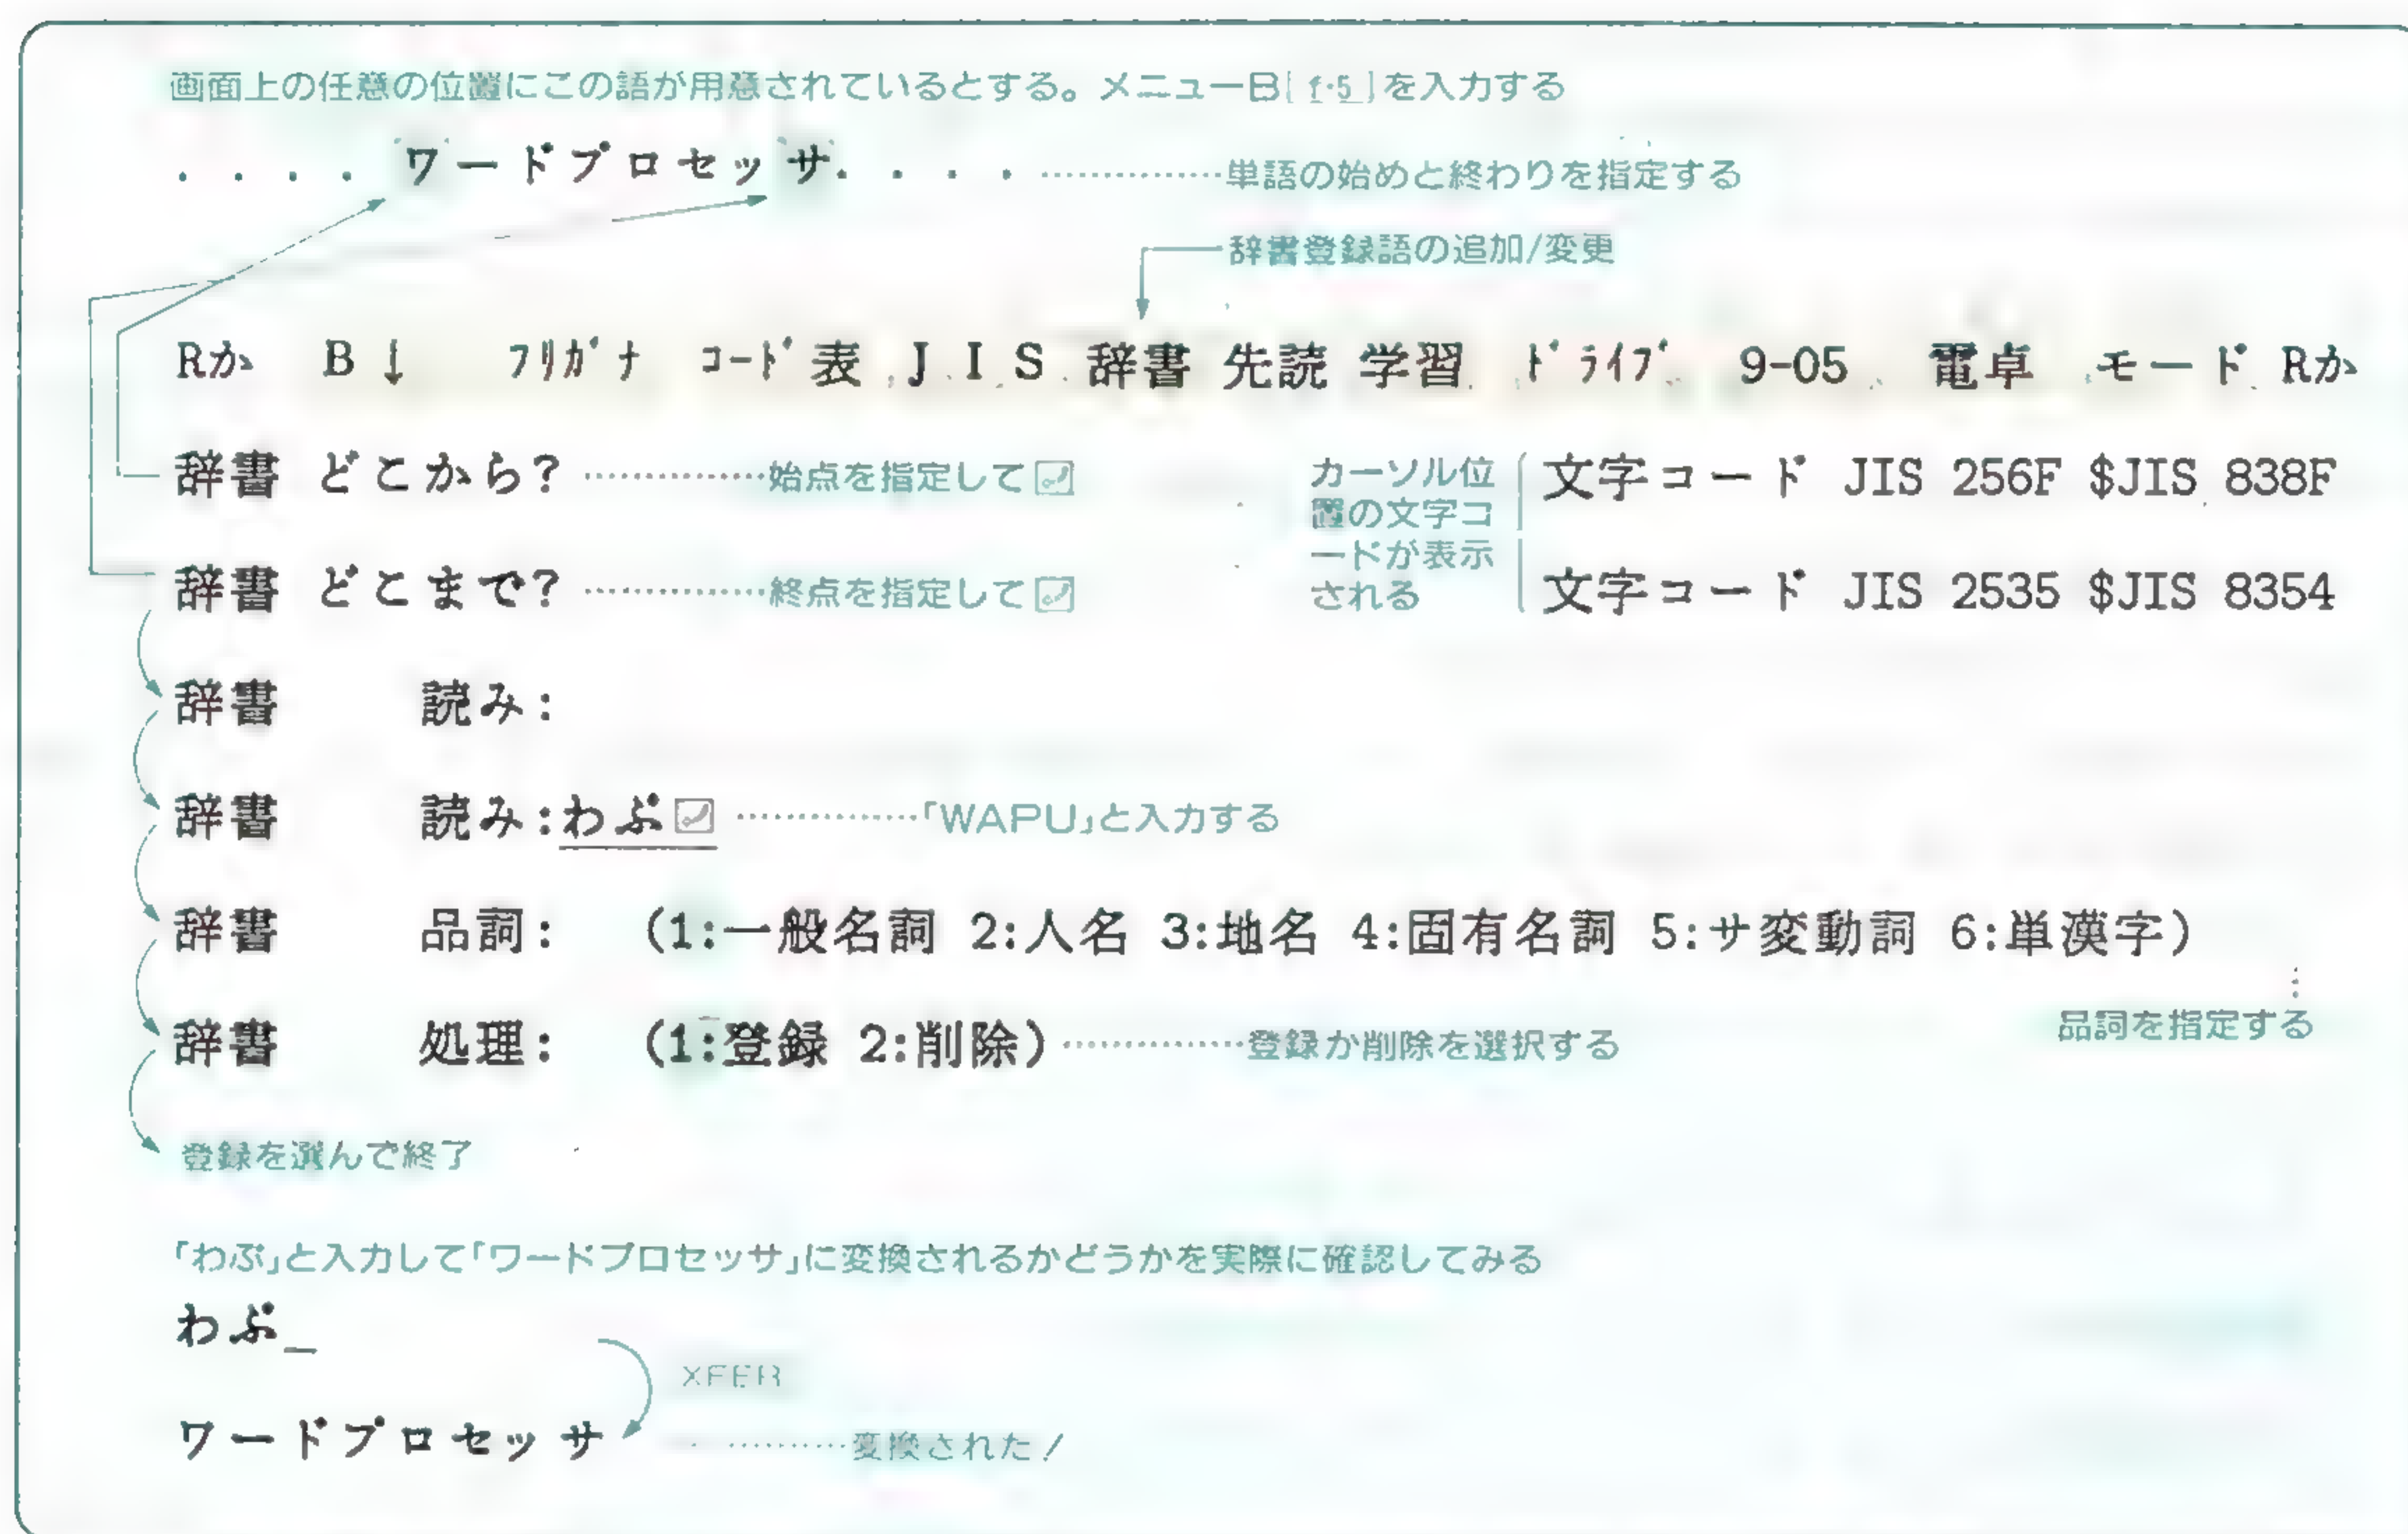 画面上の任意の位置にこの語が用意されているとする。メニューB[f・5]を入力する
・・・・ワードプロセッサ・・・・…………単語の始めと終わりを指定する
辞書登録語の追加/変更
Rか B↓ フリガナ コード表 JIS 辞書 先読 学習 ドライブ 9-05 電卓 モード Rか
辞書 どこから? …………始点を指定して↵ カーソル位置の文字コードが表示される 文字コード JIS 256F $JIS 838F
辞書 どこまで? …………終点を指定して↵ 文字コード JIS 2535 $JIS 8354
辞書 読み:
辞書 読み:わぷ↵ …………「WAPU」と入力する
辞書 品詞: (1:一般名詞 2:人名 3:地名 4:固有名詞 5:サ変動詞 6:単漢字)
品詞を指定する
辞書 処理: (1:登録 2:削除)…………登録か削除を選択する
登録を選んで終了
「わぷ」と入力して「ワードプロセッサ」に変換されるかどうかを実際に確認してみる
わぷ_
XFER
ワードプロセッサ …………変換された!